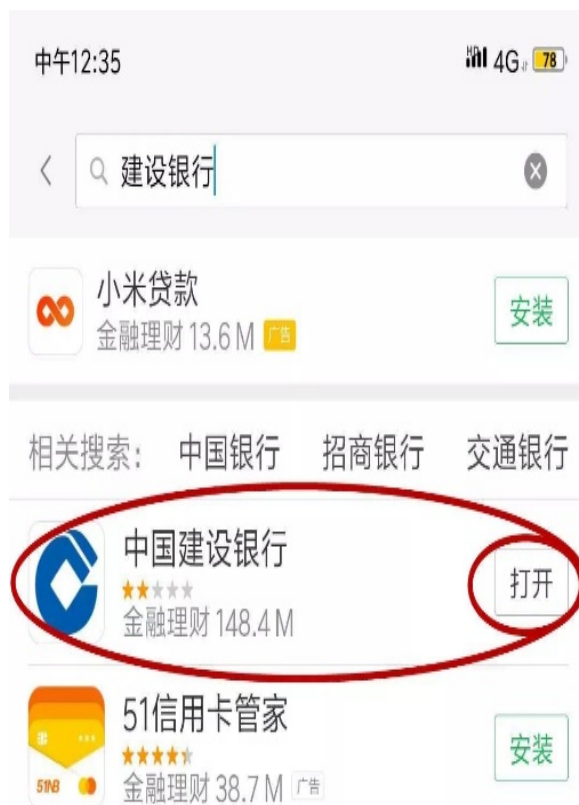 中午12:35
HD 4G 78
建设银行
小米贷款
安装
金融理财 13.6 M 广告
相关搜索: 中国银行 招商银行 交通银行
中国建设银行
打开
金融理财 148.4 M
51信用卡管家
安装
51NB
金融理财 38.7 M 广告